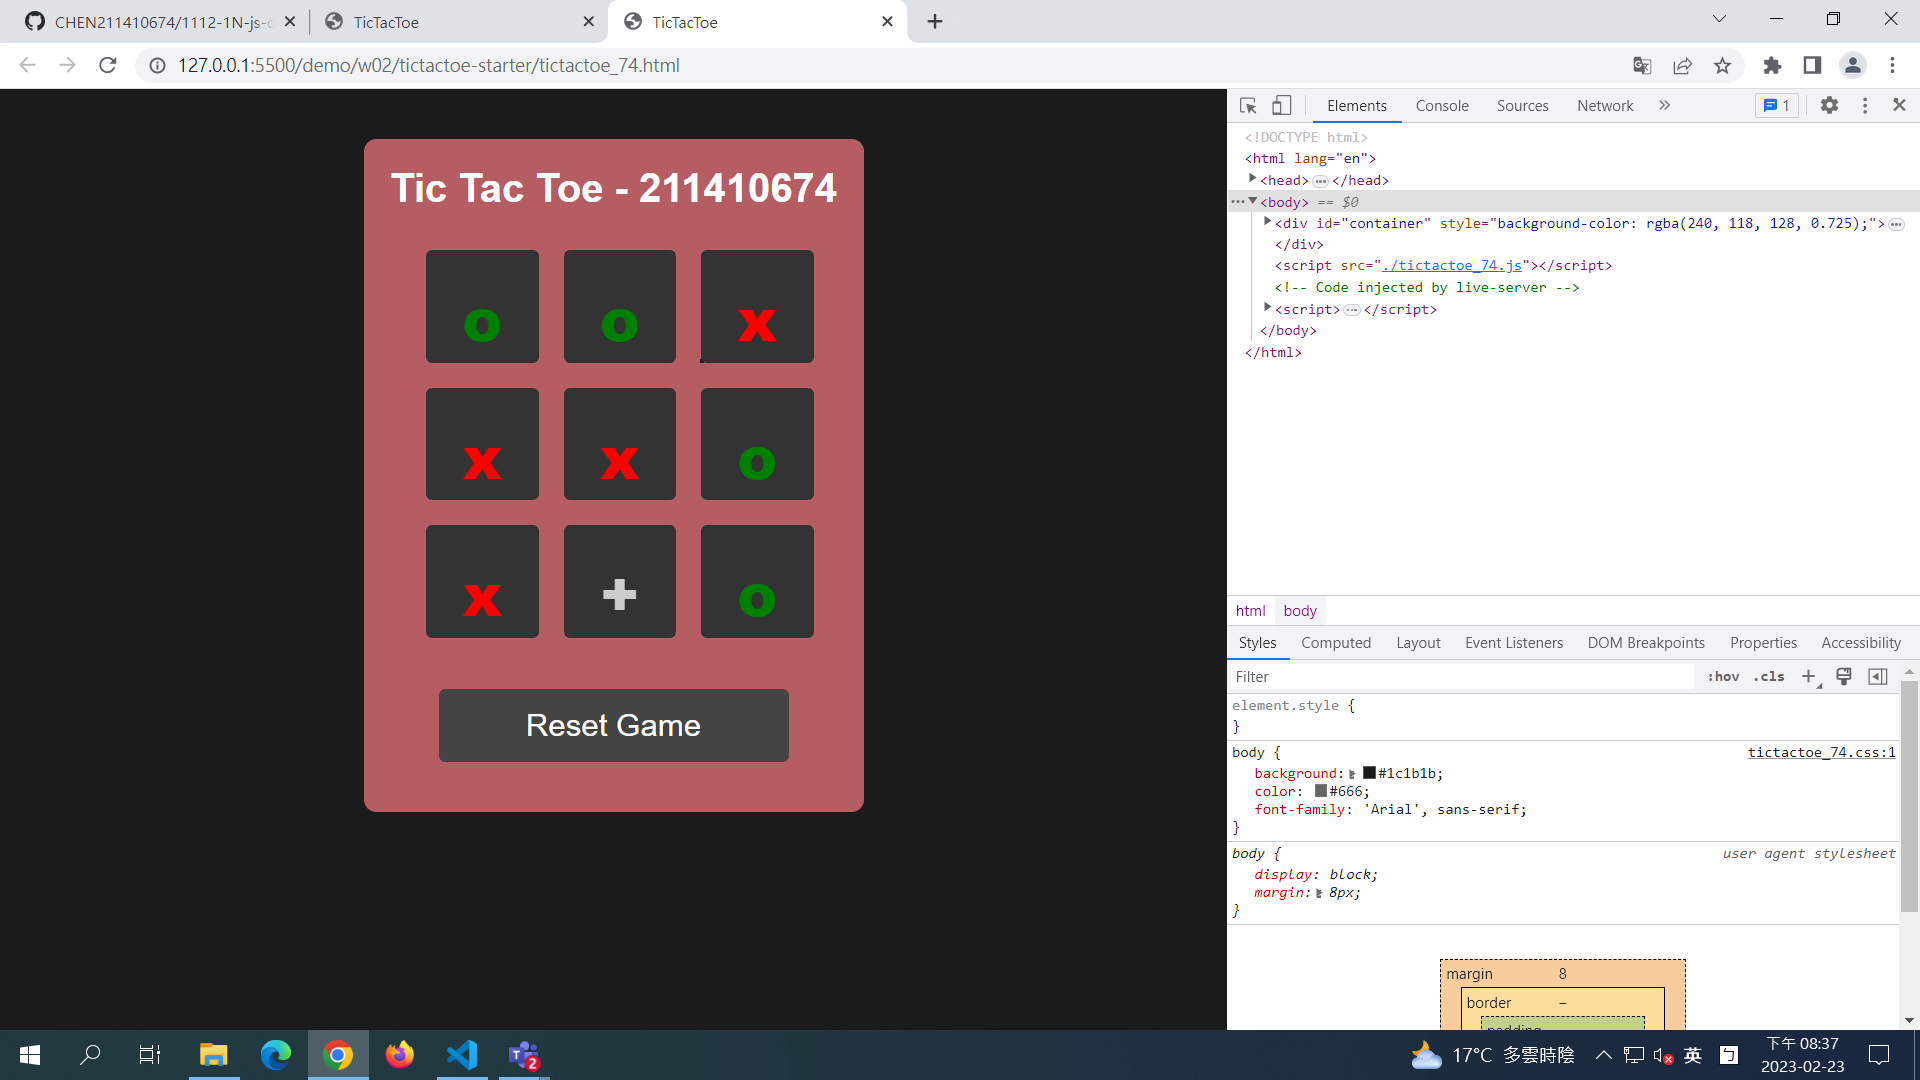 CHEN211410674/1112-1N-js-c
TicTacToe
TicTacToe
127.0.0.1:5500/demo/w02/tictactoe-starter/tictactoe_74.html
Tic Tac Toe - 211410674
o o x
x x o
x + o
Reset Game
Elements Console Sources Network 1
<!DOCTYPE html>
<html lang="en">
<head> ••• </head>
••• <body> == $0
<div id="container" style="background-color: rgba(240, 118, 128, 0.725);"> •••
</div>
<script src="./tictactoe_74.js"></script>
<!-- Code injected by live-server -->
<script> ••• </script>
</body>
</html>
html body
Styles Computed Layout Event Listeners DOM Breakpoints Properties Accessibility
Filter :hov .cls
element.style {
}
body { tictactoe_74.css:1
background: #1c1b1b;
color: #666;
font-family: 'Arial', sans-serif;
}
body { user agent stylesheet
display: block;
margin: 8px;
}
margin 8
border –
padding
2
17°C 多雲時陰
英
下午 08:37
2023-02-23